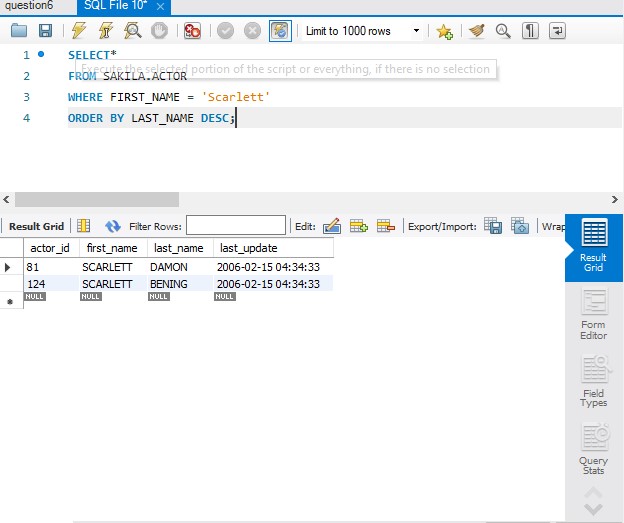 question6 SQL File 10*
Limit to 1000 rows
1 SELECT*
Execute the selected portion of the script or everything, if there is no selection
2 FROM SAKILA.ACTOR
3 WHERE FIRST_NAME = 'Scarlett'
4 ORDER BY LAST_NAME DESC;
Result Grid Filter Rows: Edit: Export/Import: Wrap
actor_id first_name last_name last_update
81 SCARLETT DAMON 2006-02-15 04:34:33
124 SCARLETT BENING 2006-02-15 04:34:33
NULL NULL NULL NULL
Result
Grid
Form
Editor
Field
Types
Query
Stats